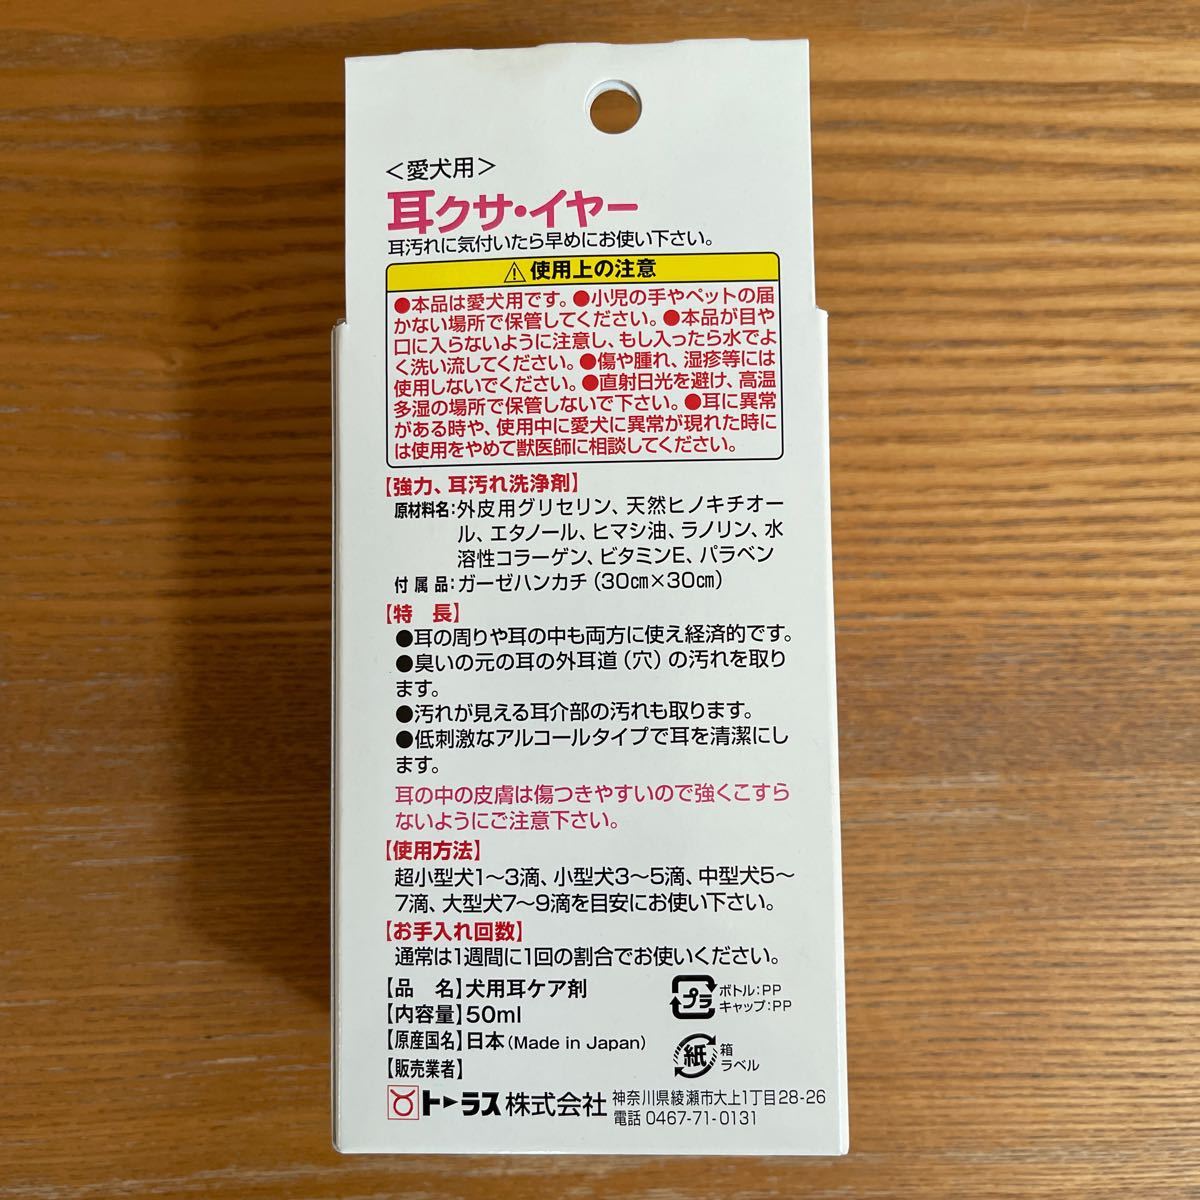 ＜愛犬用＞
耳クサ・イヤー
耳汚れに気付いたら早めにお使い下さい。
⚠使用上の注意
●本品は愛犬用です。●小児の手やペットの届
かない場所で保管してください。●本品が目や
口に入らないように注意し、もし入ったら水でよ
く洗い流してください。●傷や腫れ、湿疹等には
使用しないでください。●直射日光を避け、高温
多湿の場所で保管しないで下さい。●耳に異常
がある時や、使用中に愛犬に異常が現れた時に
は使用をやめて獣医師に相談してください。
【強力、耳汚れ洗浄剤】
原材料名:外皮用グリセリン、天然ヒノキチオー
ル、エタノール、ヒマシ油、ラノリン、水
溶性コラーゲン、ビタミンE、パラベン
付属品:ガーゼハンカチ（30㎝×30㎝）
【特　長】
●耳の周りや耳の中も両方に使え経済的です。
●臭いの元の耳の外耳道（穴）の汚れを取り
ます。
●汚れが見える耳介部の汚れも取ります。
●低刺激なアルコールタイプで耳を清潔にし
ます。
耳の中の皮膚は傷つきやすいので強くこすら
ないようにご注意下さい。
【使用方法】
超小型犬1〜3滴、小型犬3〜5滴、中型犬5〜
7滴、大型犬7〜9滴を目安にお使い下さい。
【お手入れ回数】
通常は1週間に1回の割合でお使いください。
【品　名】犬用耳ケア剤
【内容量】50ml
【原産国名】日本(Made in Japan)
【販売業者】
プラ
ボトル:PP
キャップ:PP
紙
箱
ラベル
トーラス株式会社
神奈川県綾瀬市大上1丁目28-26
電話 0467-71-0131